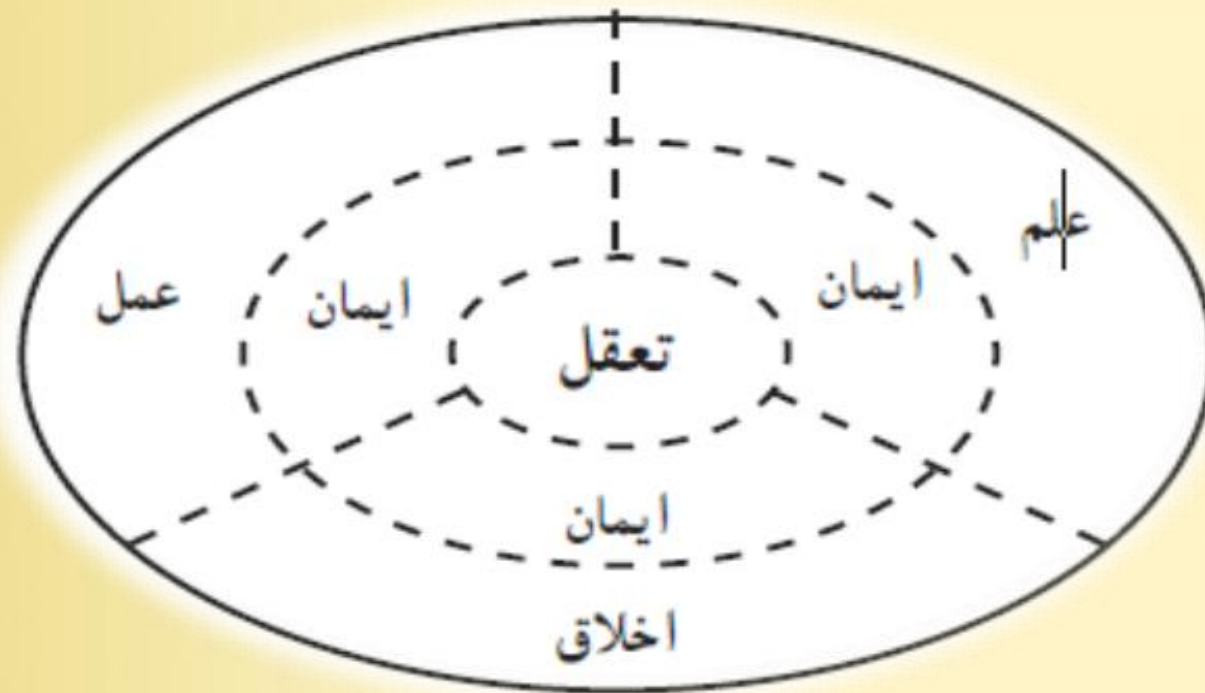 علم
ایمان
عمل
ایمان
تعقل
ایمان
اخلاق